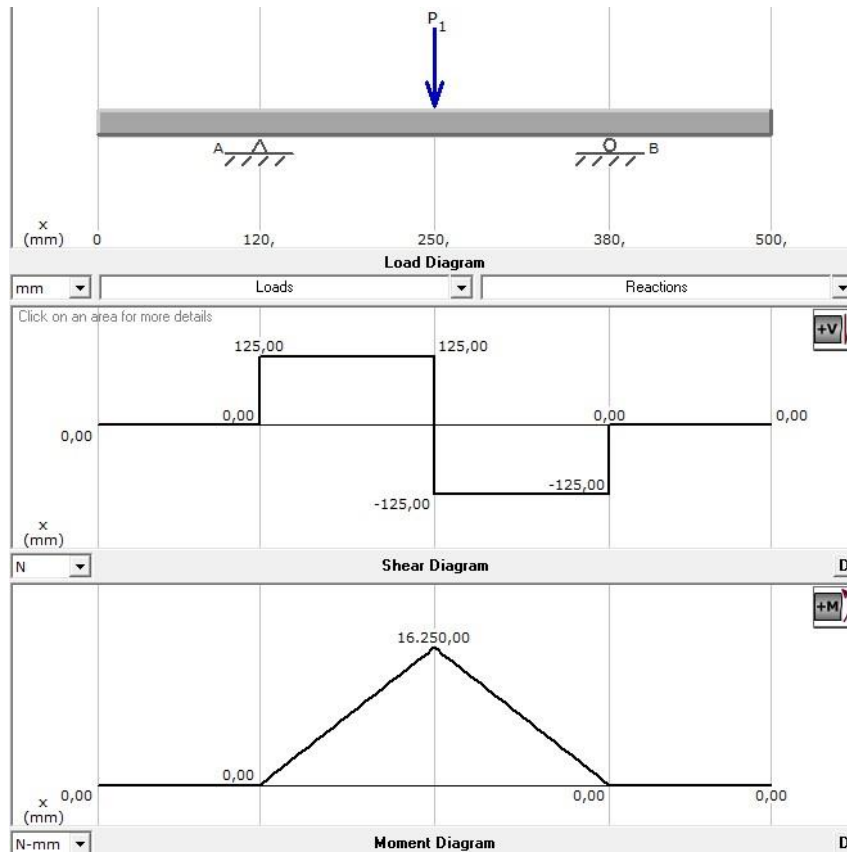 P1
A
B
x
(mm) 0 120, 250, 380, 500,
Load Diagram
mm Loads Reactions
Click on an area for more details
+V
125,00 125,00
0,00 0,00 0,00
0,00
-125,00
-125,00
x
(mm)
N Shear Diagram D
+M
16.250,00
0,00
x 0,00 0,00 0,00
(mm)
N-mm Moment Diagram D